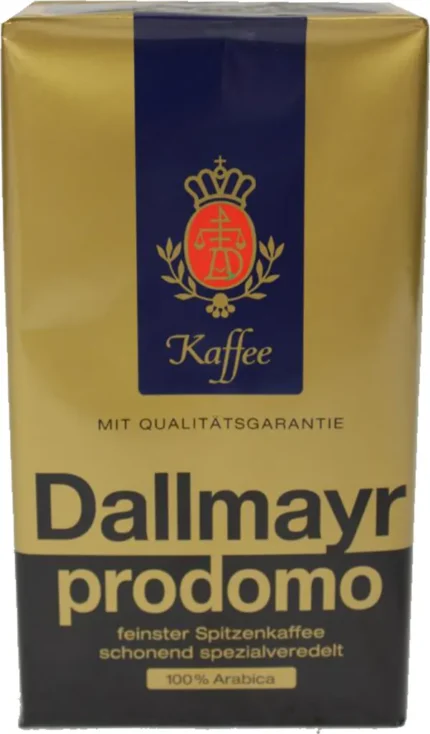 Kaffee
MIT QUALITÄTSGARANTIE
Dallmayr
prodomo
feinster Spitzenkaffee
schonend spezialveredelt
100% Arabica